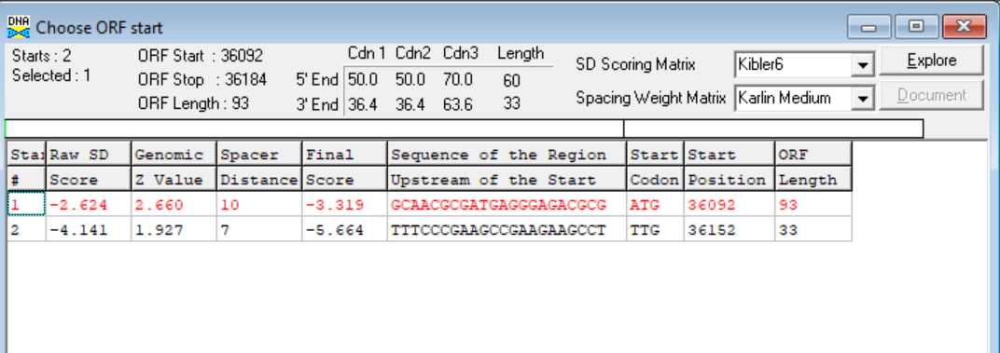 DNA Choose ORF start
Starts : 2 ORF Start : 36092 Cdn 1 Cdn2 Cdn3 Length SD Scoring Matrix Kibler6 Explore
Selected : 1 ORF Stop : 36184 5' End 50.0 50.0 70.0 60 Spacing Weight Matrix Karlin Medium Document
ORF Length : 93 3' End 36.4 36.4 63.6 33
Star Raw SD Genomic Spacer Final Sequence of the Region Start Start ORF
# Score Z Value Distance Score Upstream of the Start Codon Position Length
1 -2.624 2.660 10 -3.319 GCAACGCGATGAGGGAGACGCG ATG 36092 93
2 -4.141 1.927 7 -5.664 TTTCCCGAAGCCGAAGAAGCCT TTG 36152 33